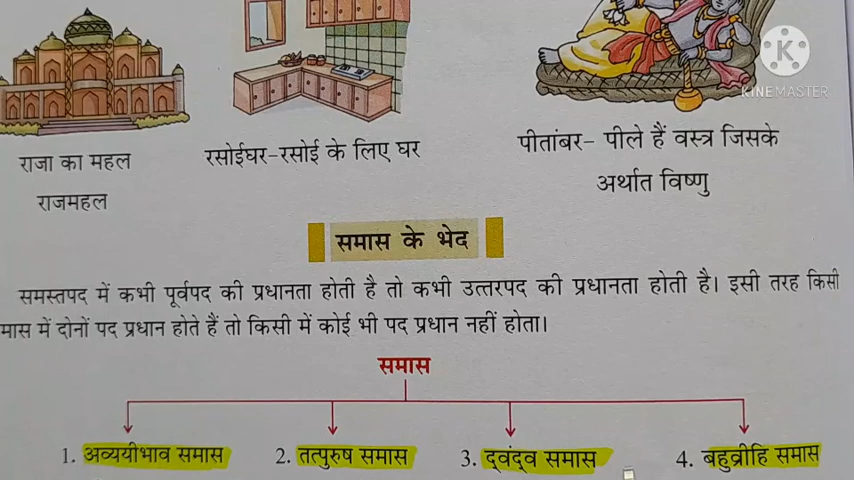 KINEMASTER
राजा का महल
राजमहल
रसोईघर-रसोई के लिए घर
पीतांबर- पीले हैं वस्त्र जिसके
अर्थात विष्णु
समास के भेद
समस्तपद में कभी पूर्वपद की प्रधानता होती है तो कभी उत्तरपद की प्रधानता होती है। इसी तरह किसी
मास में दोनों पद प्रधान होते हैं तो किसी में कोई भी पद प्रधान नहीं होता।
समास
1. अव्ययीभाव समास 2. तत्पुरुष समास 3. द्वंद्व समास 4. बहुव्रीहि समास